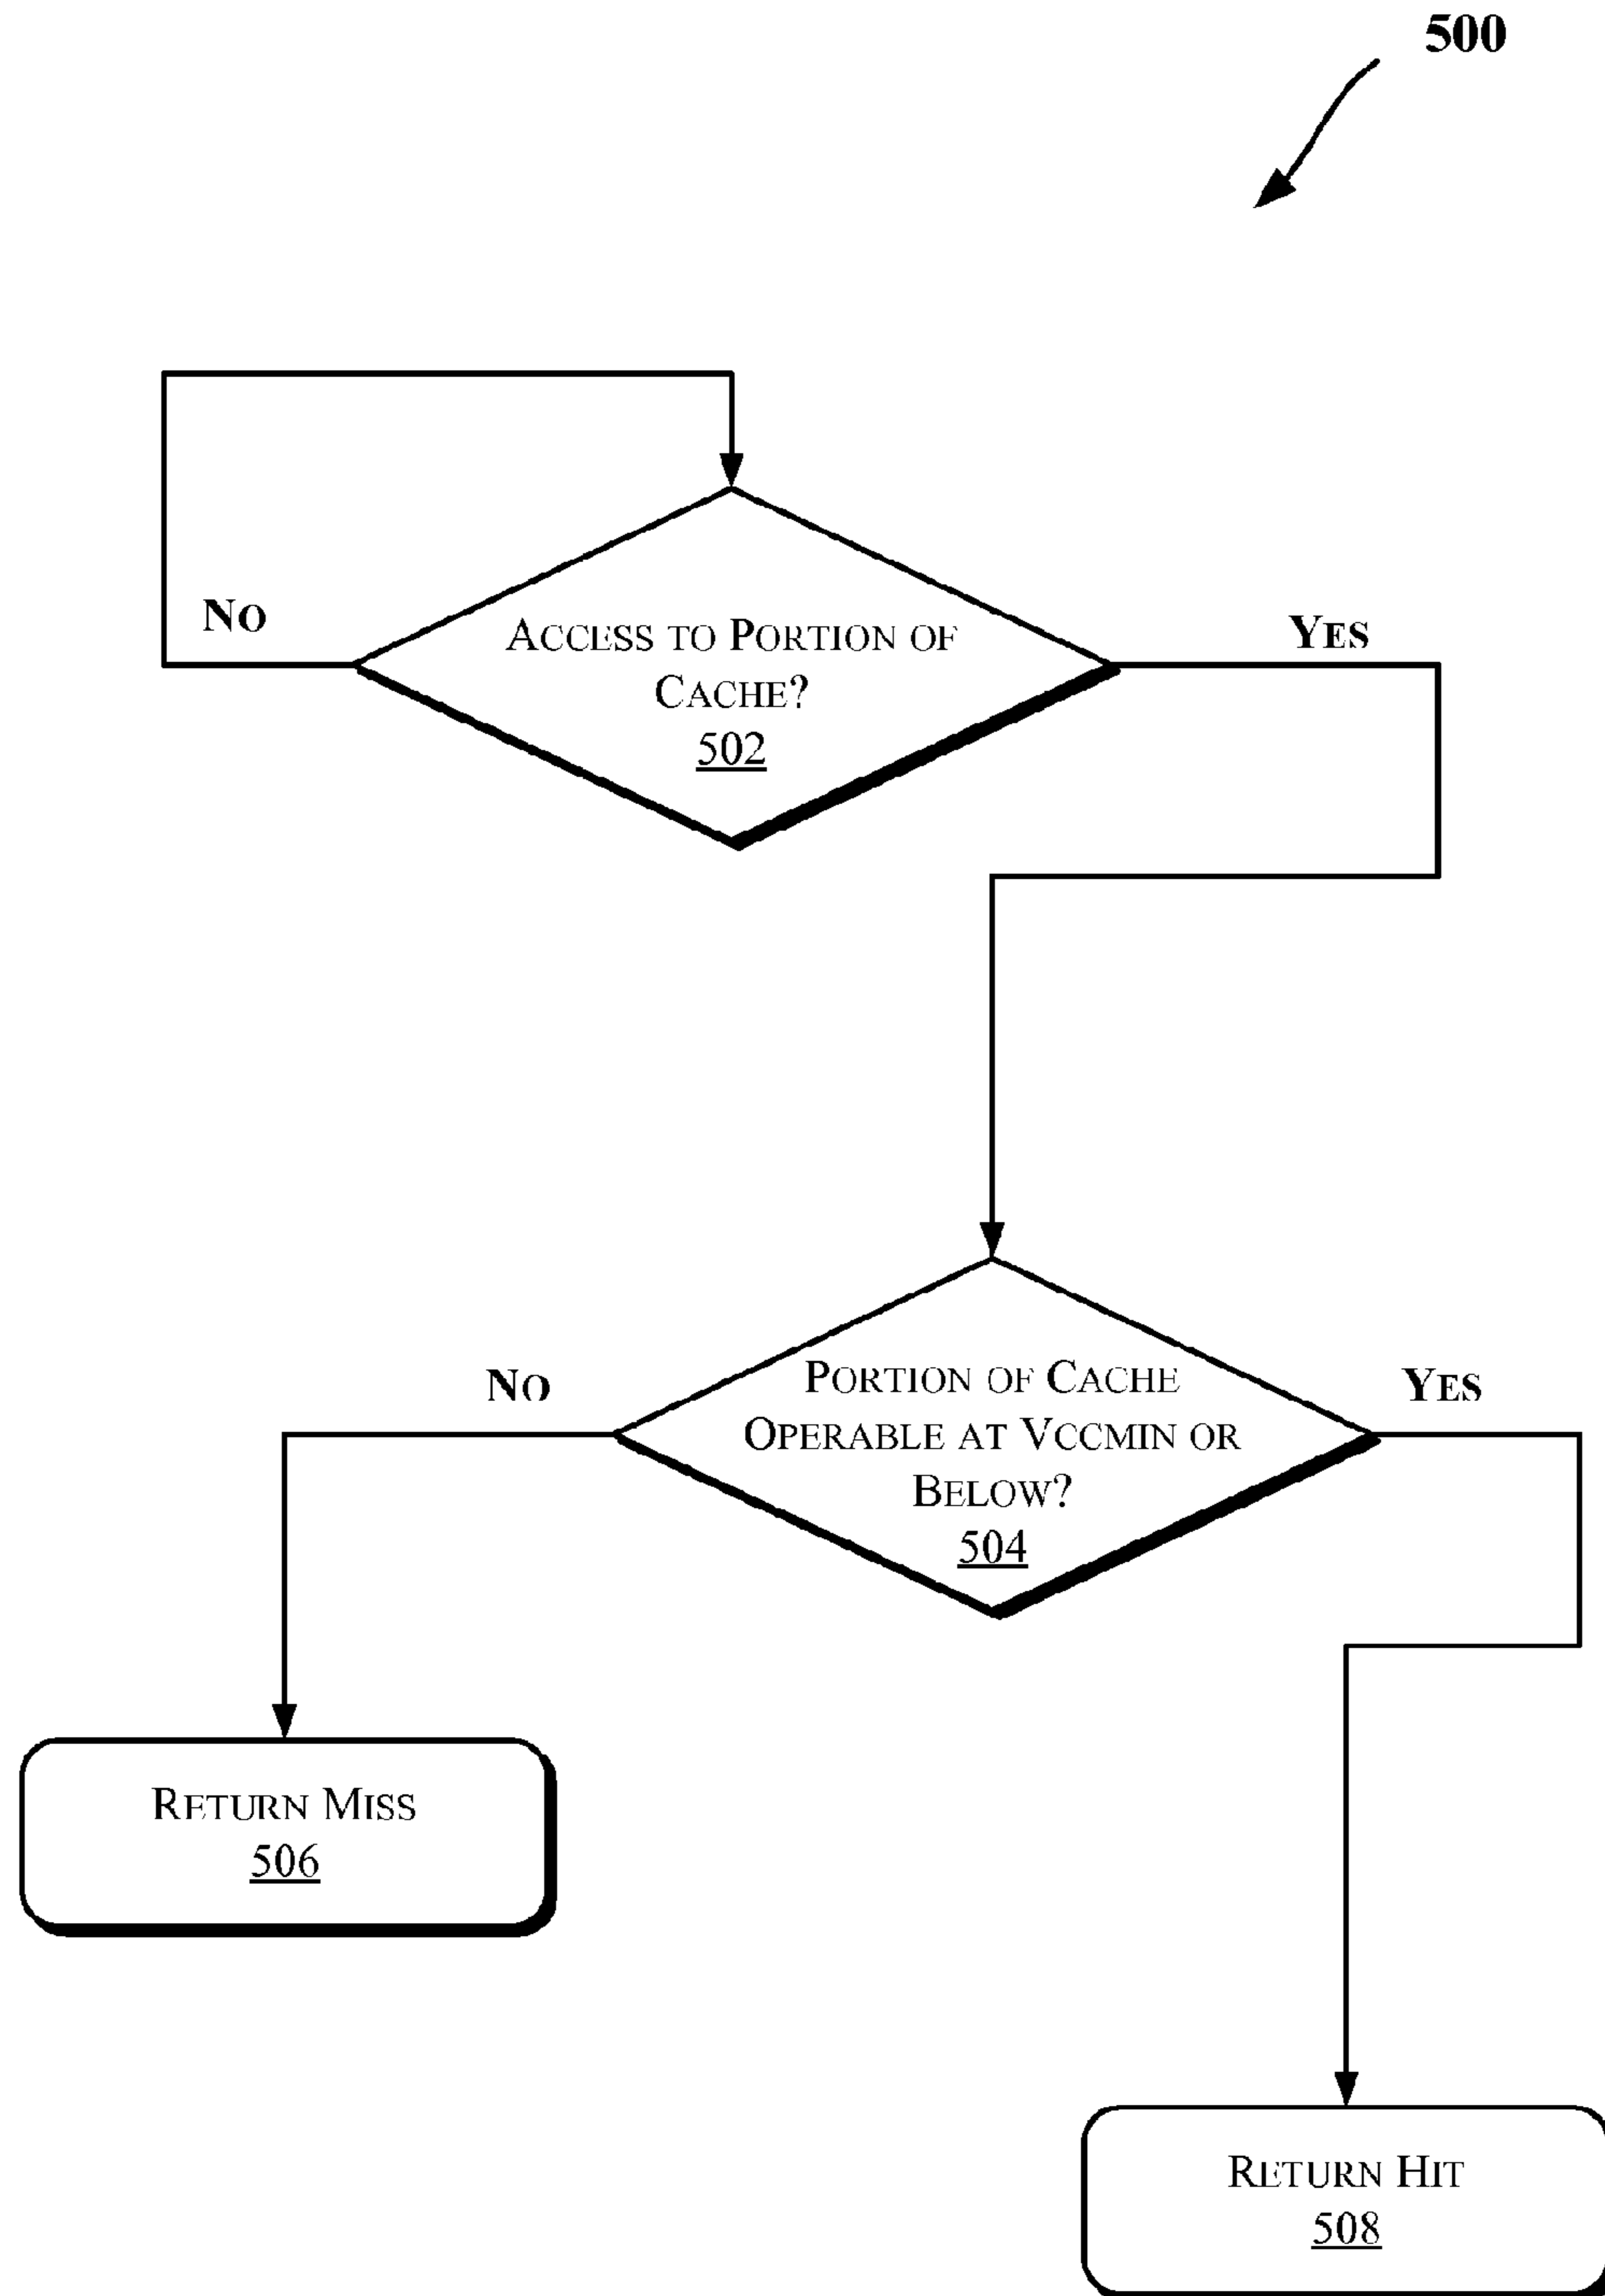 500
NO
ACCESS TO PORTION OF
CACHE?
502
YES
NO
PORTION OF CACHE
OPERABLE AT VCCMIN OR
BELOW?
504
YES
RETURN MISS
506
RETURN HIT
508